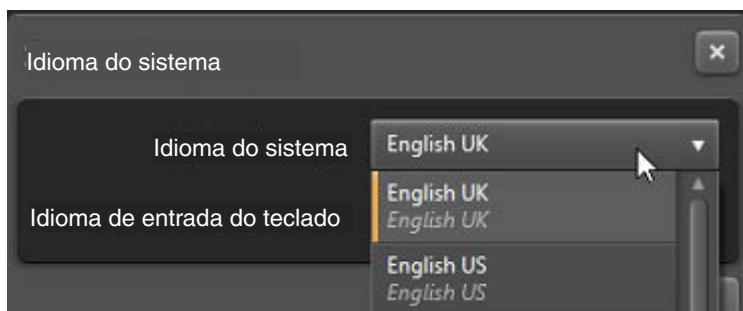 Idioma do sistema
Idioma do sistema
English UK
English UK
English UK
Idioma de entrada do teclado
English US
English US